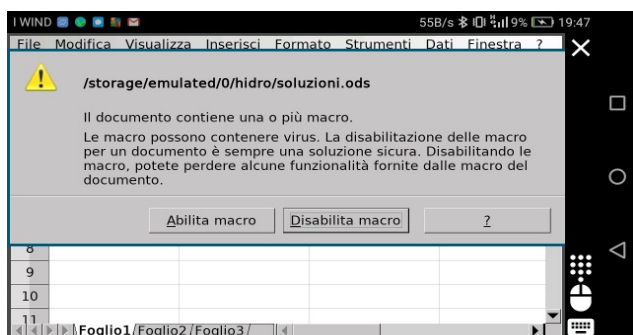 I WIND 55B/s H 9% 19:47
File Modifica Visualizza Inserisci Formato Strumenti Dati Finestra ?
/storage/emulated/0/hidro/soluzioni.ods
Il documento contiene una o più macro.
Le macro possono contenere virus. La disabilitazione delle macro
per un documento è sempre una soluzione sicura. Disabilitando le
macro, potete perdere alcune funzionalità fornite dalle macro del
documento.
Abilita macro Disabilita macro ?
8
9
10
11
Foglio1 Foglio2 Foglio3